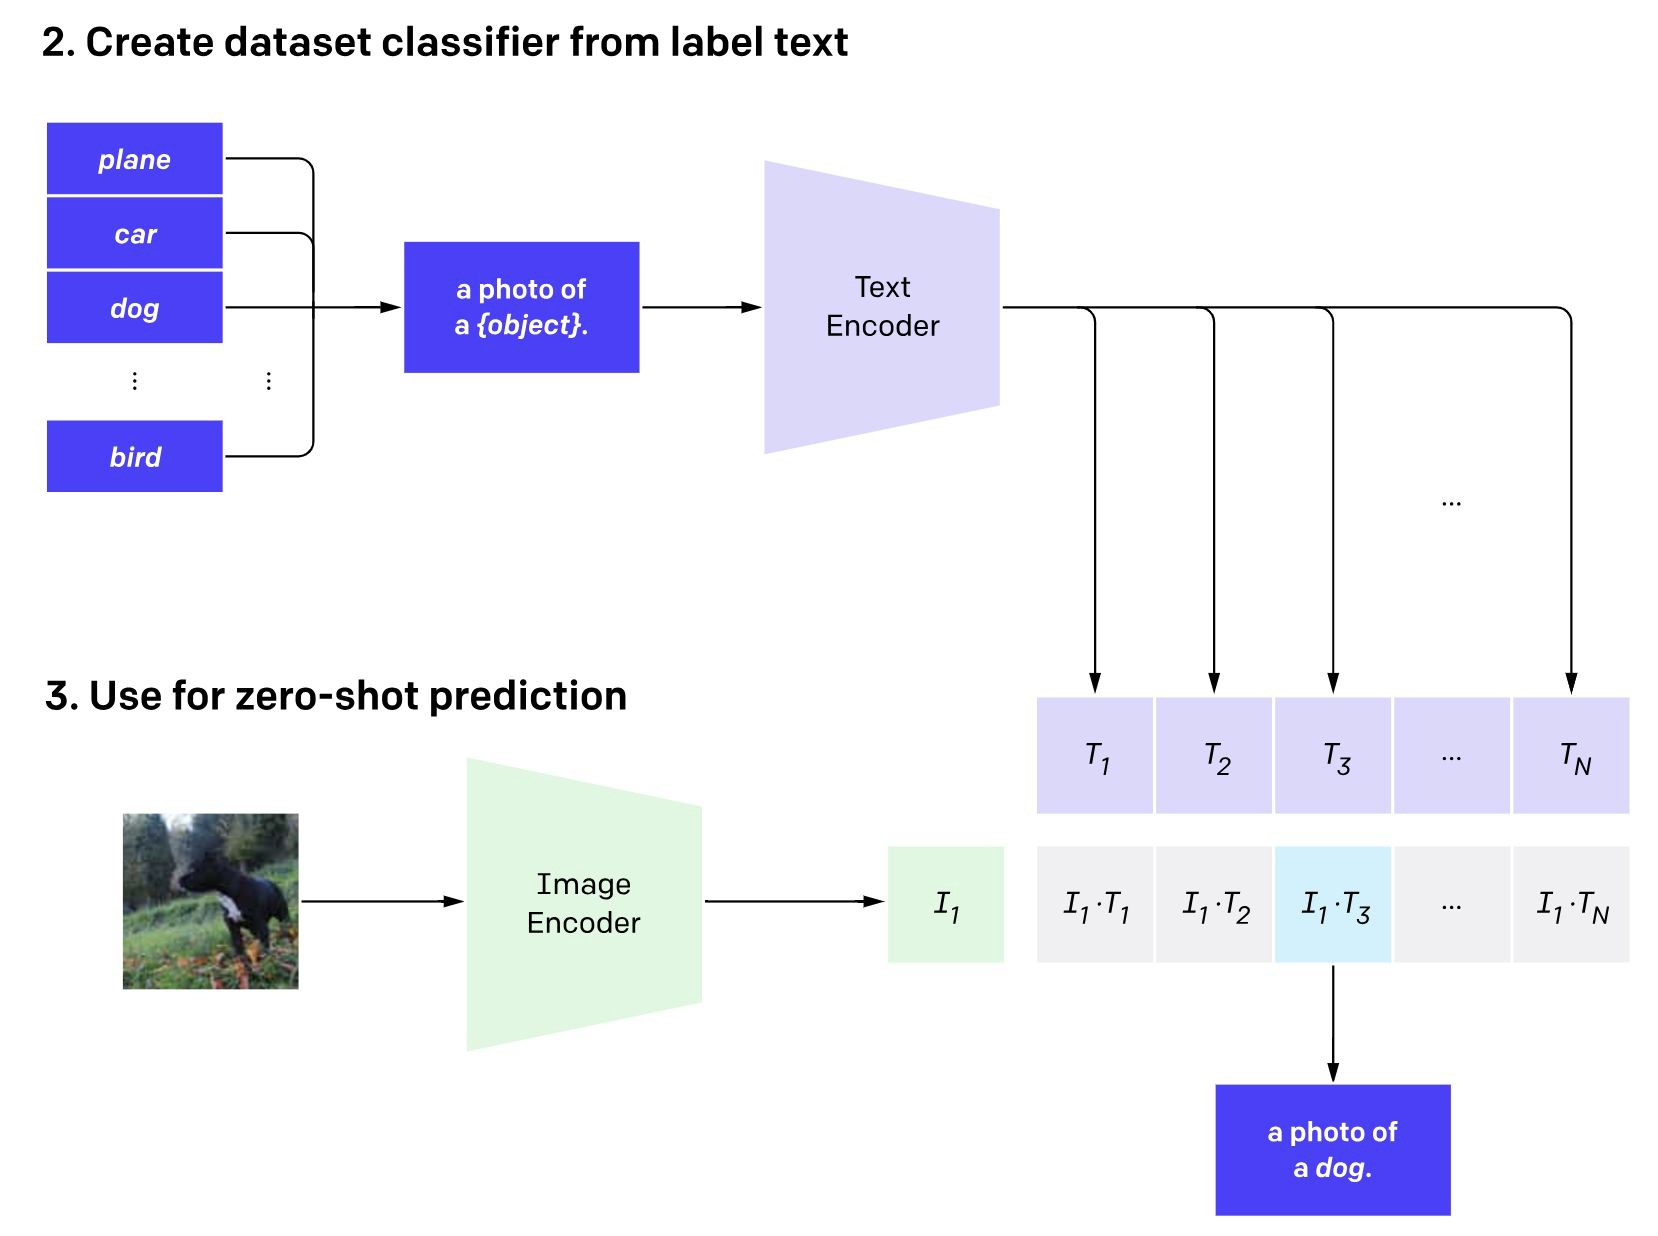 2. Create dataset classifier from label text
plane
car
dog
⋮ ⋮
bird
a photo of
a {object}.
Text
Encoder
...
3. Use for zero-shot prediction
T₁ T₂ T₃ ... T_N
Image
Encoder
I₁ I₁·T₁ I₁·T₂ I₁·T₃ ... I₁·T_N
a photo of
a dog.